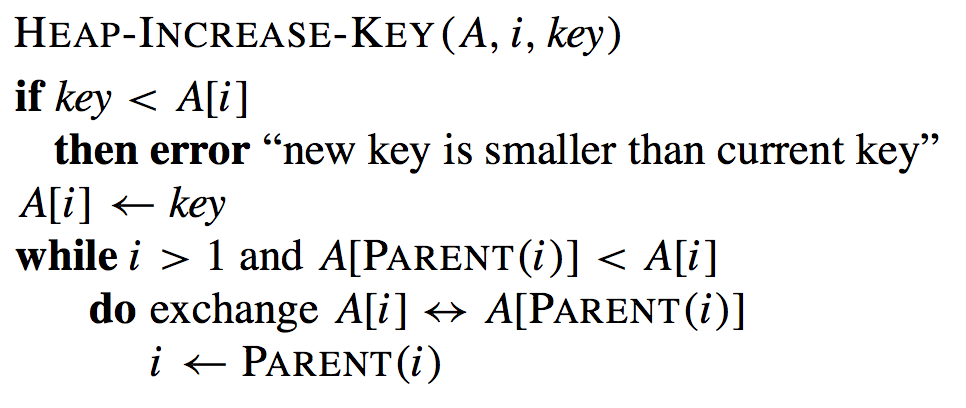 HEAP-INCREASE-KEY(A, i, key)
if key < A[i]
then error “new key is smaller than current key”
A[i] ← key
while i > 1 and A[PARENT(i)] < A[i]
do exchange A[i] ↔ A[PARENT(i)]
i ← PARENT(i)